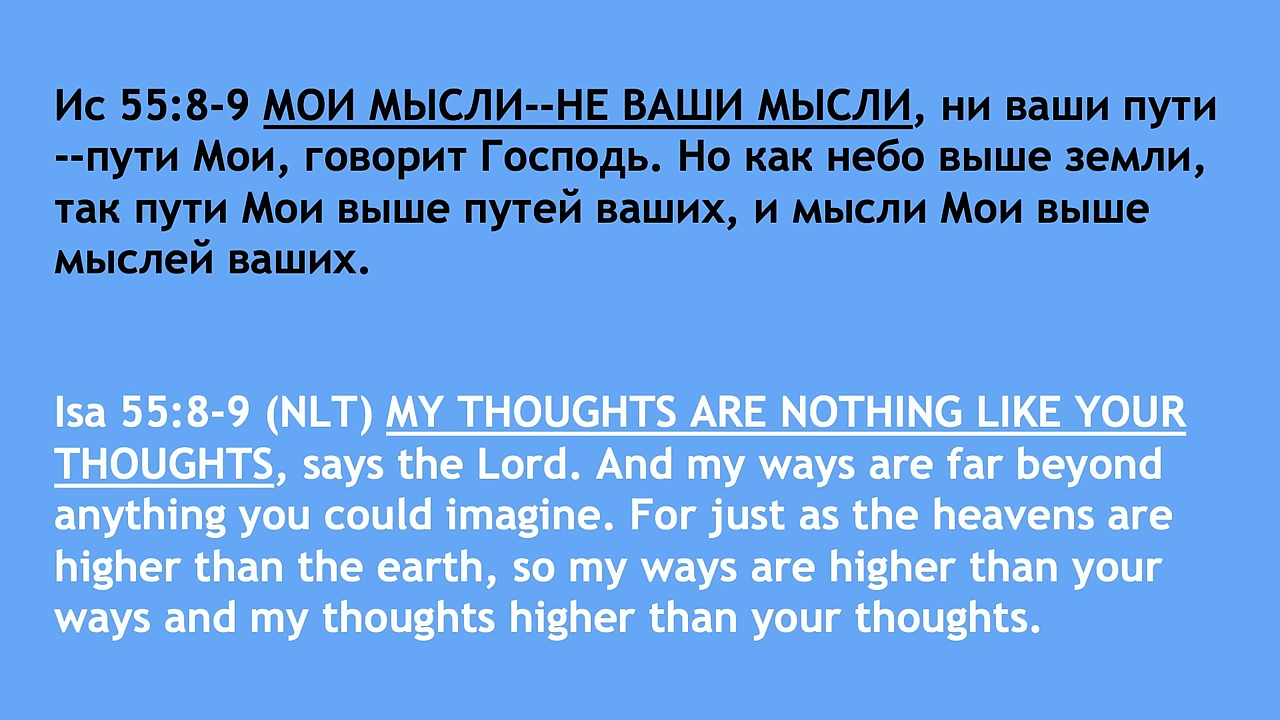 Ис 55:8-9 МОИ МЫСЛИ--НЕ ВАШИ МЫСЛИ, ни ваши пути
--пути Мои, говорит Господь. Но как небо выше земли,
так пути Мои выше путей ваших, и мысли Мои выше
мыслей ваших.
Isa 55:8-9 (NLT) MY THOUGHTS ARE NOTHING LIKE YOUR
THOUGHTS, says the Lord. And my ways are far beyond
anything you could imagine. For just as the heavens are
higher than the earth, so my ways are higher than your
ways and my thoughts higher than your thoughts.